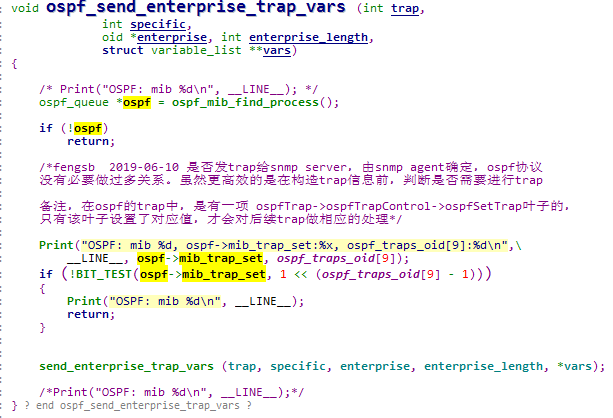 void ospf_send_enterprise_trap_vars (int trap,
int specific,
oid *enterprise, int enterprise_length,
struct variable_list **vars)
{
/* Print("OSPF: mib %d\n", __LINE__); */
ospf_queue *ospf = ospf_mib_find_process();
if (!ospf)
return;
/*fengsb 2019-06-10 是否发trap给snmp server，由snmp agent确定，ospf协议
没有必要做过多关系。虽然更高效的是在构造trap信息前，判断是否需要进行trap
备注，在ospf的trap中，是有一项 ospfTrap->ospfTrapControl->ospfSetTrap叶子的，
只有该叶子设置了对应值，才会对后续trap做相应的处理*/
Print("OSPF: mib %d, ospf->mib_trap_set:%x, ospf_traps_oid[9]:%d\n",\
__LINE__, ospf->mib_trap_set, ospf_traps_oid[9]);
if (!BIT_TEST(ospf->mib_trap_set, 1 << (ospf_traps_oid[9] - 1)))
{
Print("OSPF: mib %d\n", __LINE__);
return;
}
send_enterprise_trap_vars (trap, specific, enterprise, enterprise_length, *vars);
/*Print("OSPF: mib %d\n", __LINE__);*/
} ? end ospf_send_enterprise_trap_vars ?